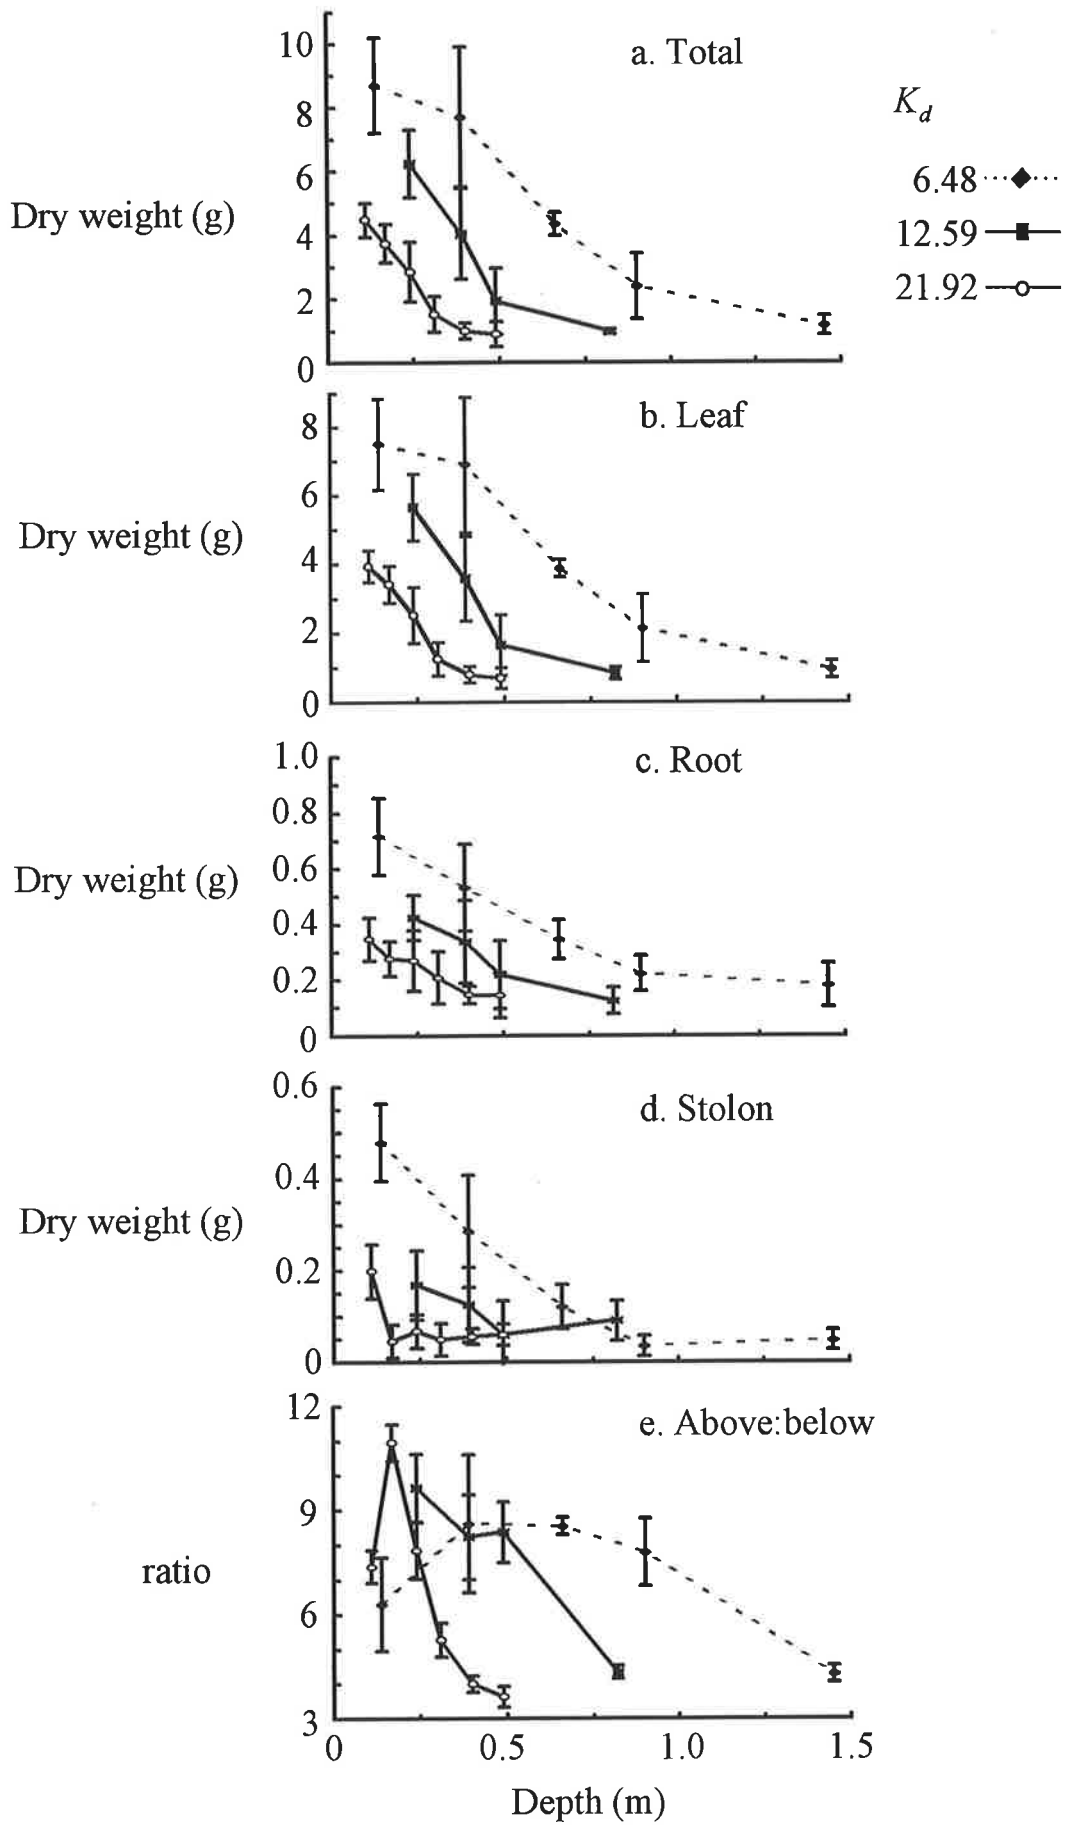 a. Total
10
8
6
4
2
0
Dry weight (g)
K_d
6.48
12.59
21.92
b. Leaf
8
6
4
2
0
Dry weight (g)
c. Root
1.0
0.8
0.6
0.4
0.2
0
Dry weight (g)
d. Stolon
0.6
0.4
0.2
0
Dry weight (g)
e. Above:below
12
9
6
3
ratio
0 0.5 1.0 1.5
Depth (m)